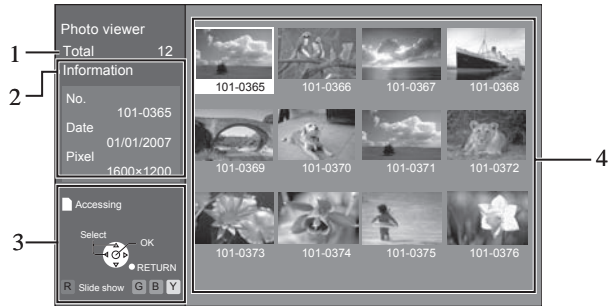 Photo viewer
1
Total 12
2
Information
No.
101-0365
Date
01/01/2007
Pixel
1600×1200
3
Accessing
Select
OK
RETURN
R Slide show G B Y
101-0365 101-0366 101-0367 101-0368
101-0369 101-0370 101-0371 101-0372
101-0373 101-0374 101-0375 101-0376
4